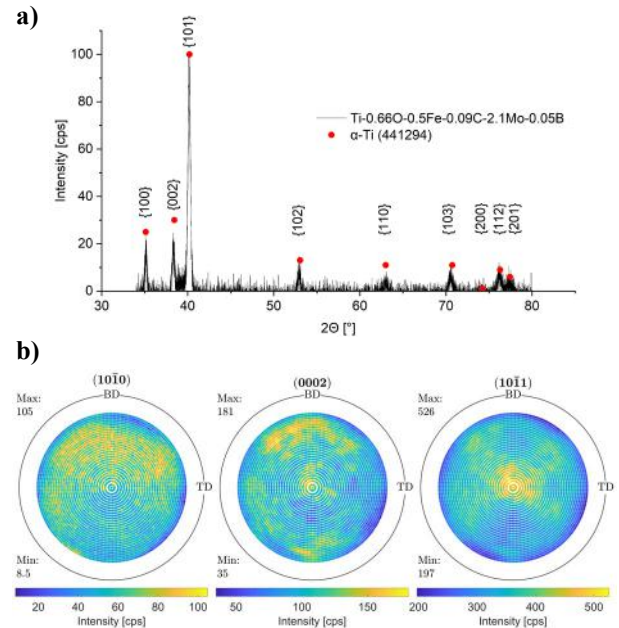 a)
Intensity [cps]
100
80
60
40
20
0
{100}
{002}
{101}
{102}
{110}
{103}
{200}
{112}
{201}
Ti-0.66O-0.5Fe-0.09C-2.1Mo-0.05B
α-Ti (441294)
30 40 50 60 70 80
2Θ [°]
b)
(101̅0)
Max:
105
BD
TD
Min:
8.5
20 40 60 80 100
Intensity [cps]
(0002)
Max:
181
BD
TD
Min:
35
50 100 150
Intensity [cps]
(101̅1)
Max:
526
BD
TD
Min:
197
200 300 400 500
Intensity [cps]